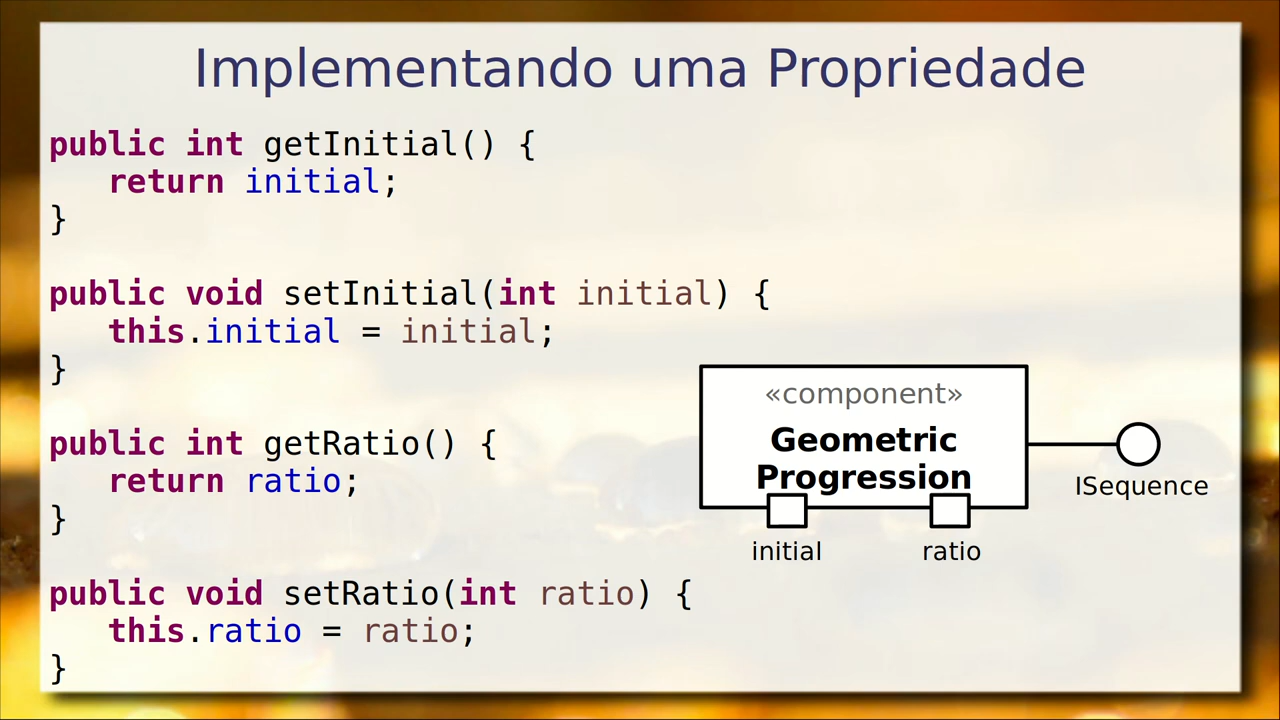 Implementando uma Propriedade
public int getInitial() {
   return initial;
}
public void setInitial(int initial) {
   this.initial = initial;
}
public int getRatio() {
   return ratio;
}
public void setRatio(int ratio) {
   this.ratio = ratio;
}
«component»
Geometric
Progression
ISequence
initial
ratio